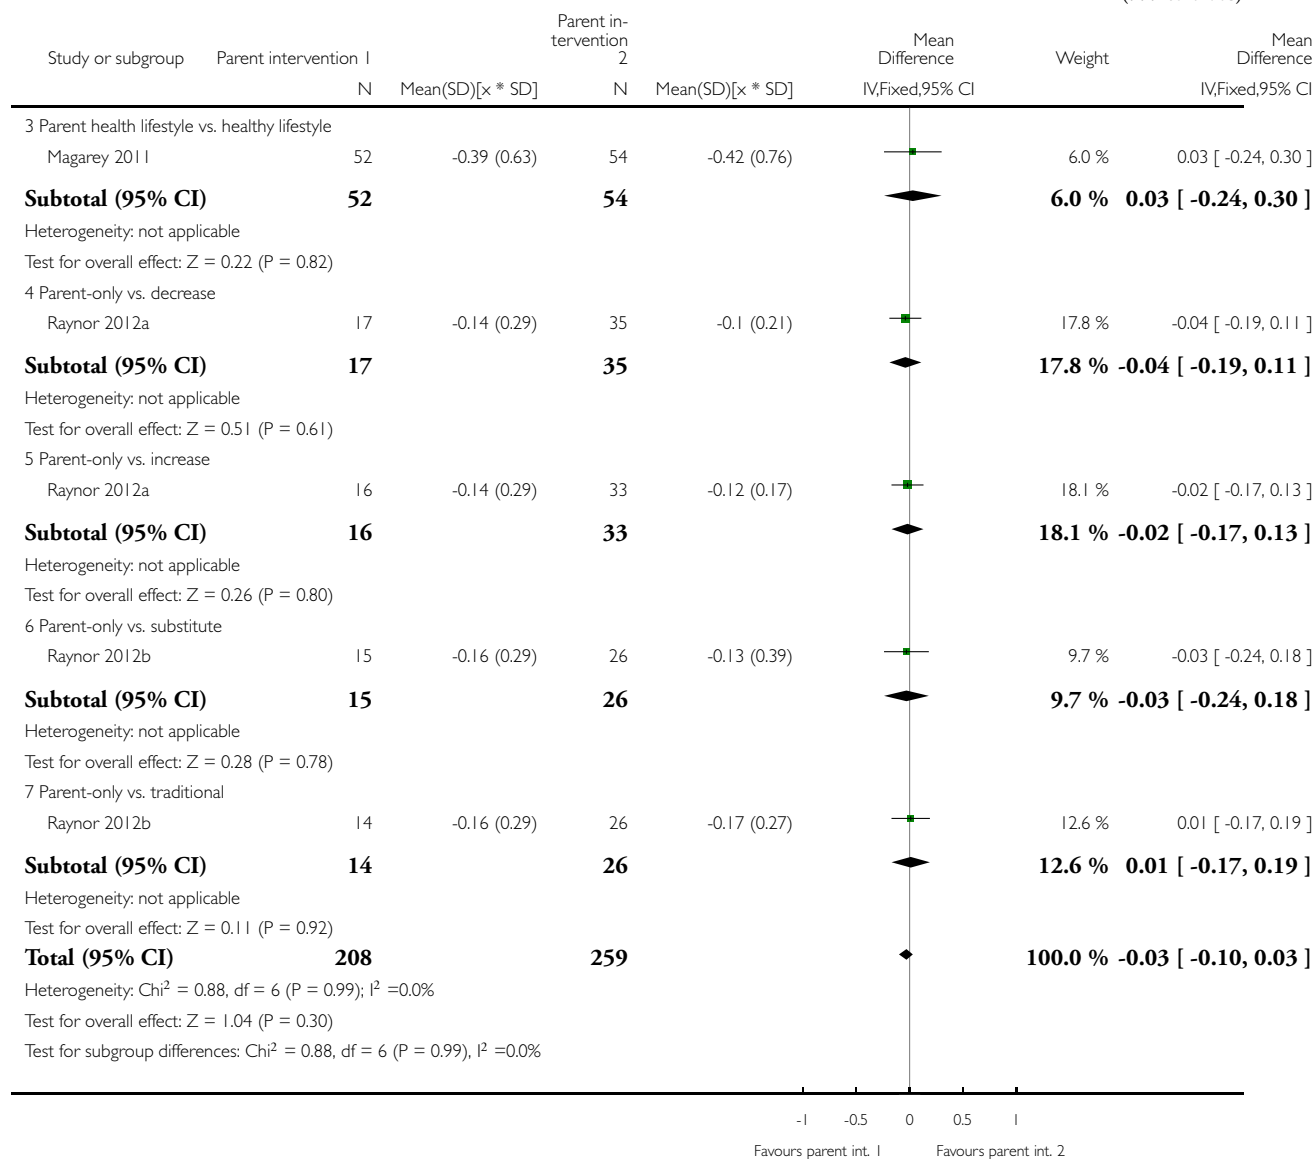 Parent in-
tervention
Study or subgroup Parent intervention 1 2 Mean Difference Weight Mean Difference
N Mean(SD)[x * SD] N Mean(SD)[x * SD] IV,Fixed,95% CI IV,Fixed,95% CI
3 Parent health lifestyle vs. healthy lifestyle
Magarey 2011 52 -0.39 (0.63) 54 -0.42 (0.76) 6.0 % 0.03 [ -0.24, 0.30 ]
Subtotal (95% CI) 52 54 6.0 % 0.03 [ -0.24, 0.30 ]
Heterogeneity: not applicable
Test for overall effect: Z = 0.22 (P = 0.82)
4 Parent-only vs. decrease
Raynor 2012a 17 -0.14 (0.29) 35 -0.1 (0.21) 17.8 % -0.04 [ -0.19, 0.11 ]
Subtotal (95% CI) 17 35 17.8 % -0.04 [ -0.19, 0.11 ]
Heterogeneity: not applicable
Test for overall effect: Z = 0.51 (P = 0.61)
5 Parent-only vs. increase
Raynor 2012a 16 -0.14 (0.29) 33 -0.12 (0.17) 18.1 % -0.02 [ -0.17, 0.13 ]
Subtotal (95% CI) 16 33 18.1 % -0.02 [ -0.17, 0.13 ]
Heterogeneity: not applicable
Test for overall effect: Z = 0.26 (P = 0.80)
6 Parent-only vs. substitute
Raynor 2012b 15 -0.16 (0.29) 26 -0.13 (0.39) 9.7 % -0.03 [ -0.24, 0.18 ]
Subtotal (95% CI) 15 26 9.7 % -0.03 [ -0.24, 0.18 ]
Heterogeneity: not applicable
Test for overall effect: Z = 0.28 (P = 0.78)
7 Parent-only vs. traditional
Raynor 2012b 14 -0.16 (0.29) 26 -0.17 (0.27) 12.6 % 0.01 [ -0.17, 0.19 ]
Subtotal (95% CI) 14 26 12.6 % 0.01 [ -0.17, 0.19 ]
Heterogeneity: not applicable
Test for overall effect: Z = 0.11 (P = 0.92)
Total (95% CI) 208 259 100.0 % -0.03 [ -0.10, 0.03 ]
Heterogeneity: Chi² = 0.88, df = 6 (P = 0.99); I² =0.0%
Test for overall effect: Z = 1.04 (P = 0.30)
Test for subgroup differences: Chi² = 0.88, df = 6 (P = 0.99), I² =0.0%
-1 -0.5 0 0.5 1
Favours parent int. 1 Favours parent int. 2